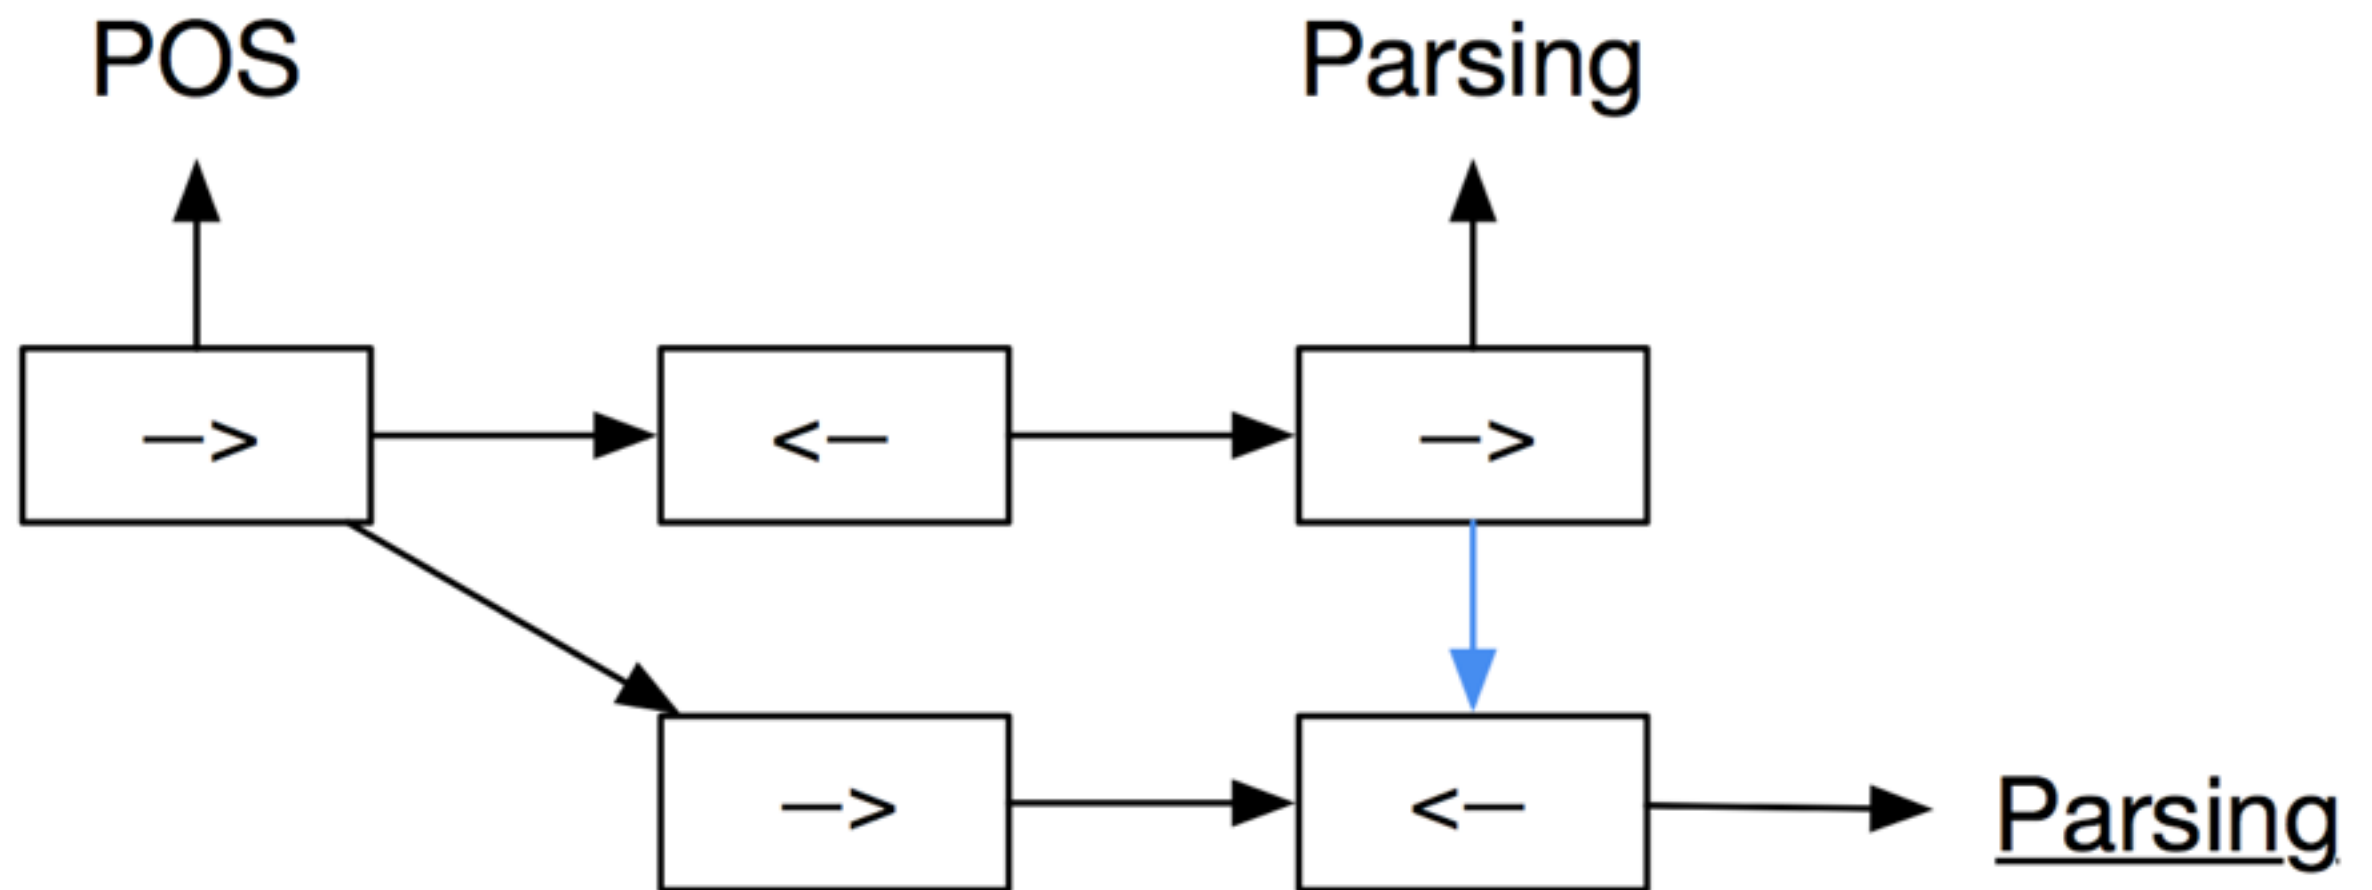 POS Parsing
—> <— —>
—> <— Parsing